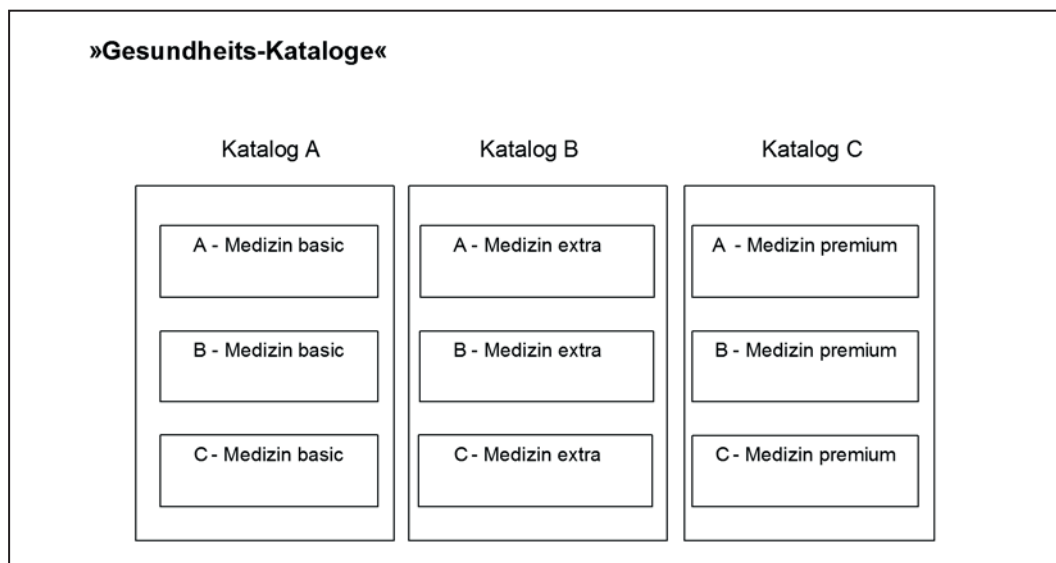 »Gesundheits-Kataloge«
Katalog A
Katalog B
Katalog C
A - Medizin basic
A - Medizin extra
A - Medizin premium
B - Medizin basic
B - Medizin extra
B - Medizin premium
C - Medizin basic
C - Medizin extra
C - Medizin premium